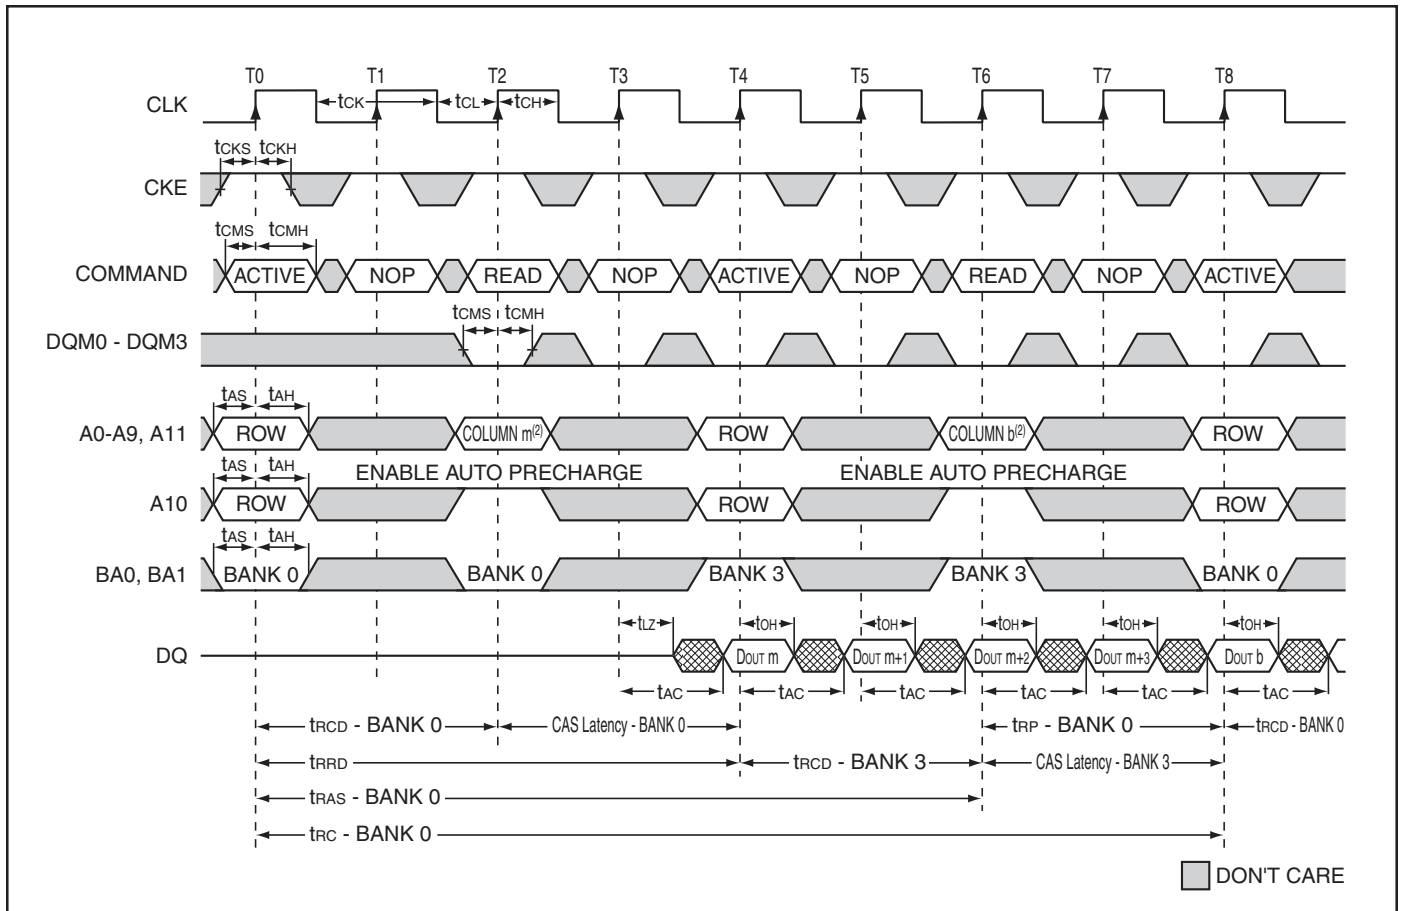 T0 T1 T2 T3 T4 T5 T6 T7 T8
CLK tCK tCL tCH
tCKS tCKH
CKE
tCMS tCMH
COMMAND ACTIVE NOP READ NOP ACTIVE NOP READ NOP ACTIVE
tCMS tCMH
DQM0 - DQM3
tAS tAH
A0-A9, A11 ROW COLUMN m(2) ROW COLUMN b(2) ROW
tAS tAH ENABLE AUTO PRECHARGE ENABLE AUTO PRECHARGE
A10 ROW ROW ROW
tAS tAH
BA0, BA1 BANK 0 BANK 0 BANK 3 BANK 3 BANK 0
tLZ tOH tOH tOH tOH tOH
DQ DOUT m DOUT m+1 DOUT m+2 DOUT m+3 DOUT b
tAC tAC tAC tAC tAC tAC
tRCD - BANK 0 CAS Latency - BANK 0 tRP - BANK 0 tRCD - BANK 0
tRRD tRCD - BANK 3 CAS Latency - BANK 3
tRAS - BANK 0
tRC - BANK 0
DON'T CARE